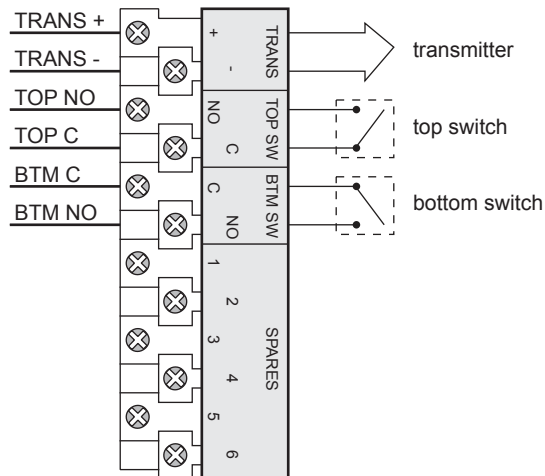 TRANS +
TRANS -
TOP NO
TOP C
BTM C
BTM NO
+
-
TRANS
NO
C
TOP SW
C
NO
BTM SW
1
2
3
4
5
6
SPARES
transmitter
top switch
bottom switch